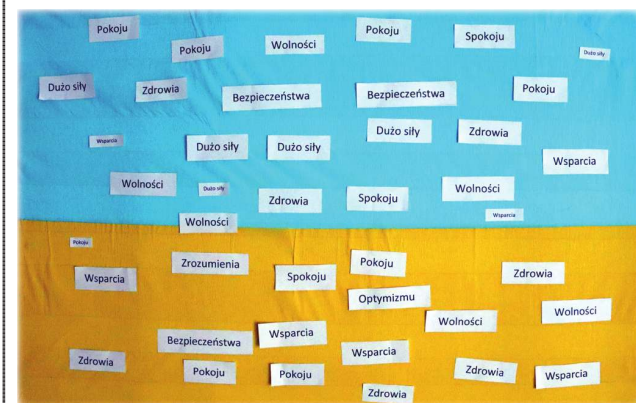 Pokoju
Pokoju
Wolności
Pokoju
Spokoju
Dużo siły
Dużo siły
Zdrowia
Bezpieczeństwa
Bezpieczeństwa
Pokoju
Wsparcia
Dużo siły
Dużo siły
Dużo siły
Zdrowia
Wsparcia
Wolności
Dużo siły
Zdrowia
Spokoju
Wolności
Wsparcia
Wolności
Pokoju
Zrozumienia
Pokoju
Wsparcia
Spokoju
Zdrowia
Optymizmu
Wolności
Wolności
Bezpieczeństwa
Wsparcia
Wsparcia
Zdrowia
Pokoju
Pokoju
Zdrowia
Wsparcia
Zdrowia